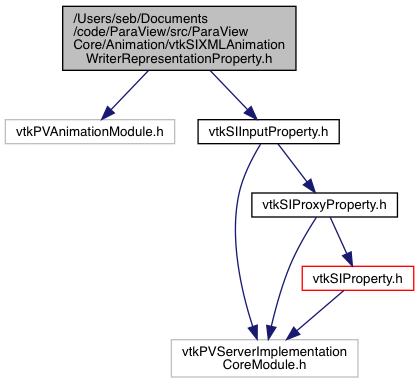 /Users/seb/Documents
/code/ParaView/src/ParaView
Core/Animation/vtkSIXMLAnimation
WriterRepresentationProperty.h
vtkPVAnimationModule.h
vtkSIInputProperty.h
vtkSIProxyProperty.h
vtkSIProperty.h
vtkPVServerImplementation
CoreModule.h